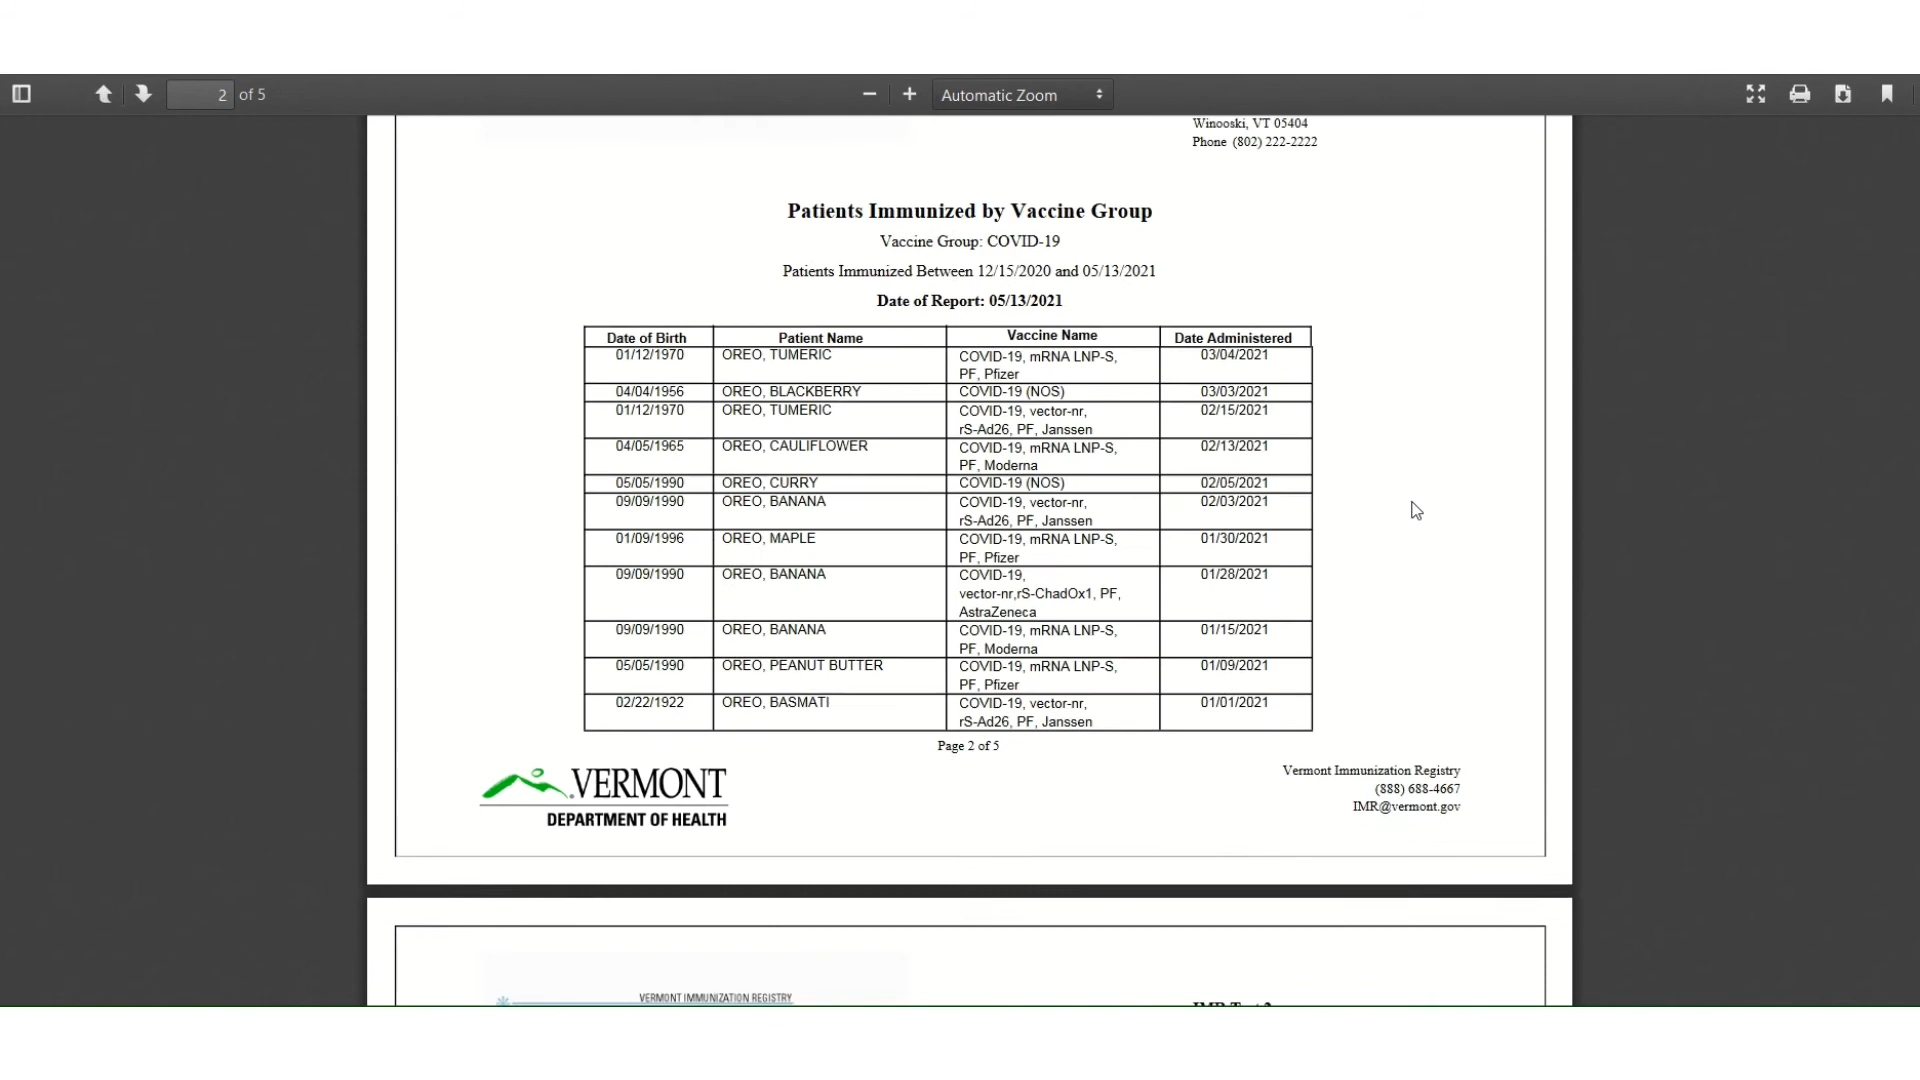 2 of 5
Automatic Zoom
Winooski, VT 05404
Phone (802) 222-2222
Patients Immunized by Vaccine Group
Vaccine Group: COVID-19
Patients Immunized Between 12/15/2020 and 05/13/2021
Date of Report: 05/13/2021
Date of Birth Patient Name Vaccine Name Date Administered
01/12/1970 OREO, TUMERIC COVID-19, mRNA LNP-S, 03/04/2021
PF, Pfizer
04/04/1956 OREO, BLACKBERRY COVID-19 (NOS) 03/03/2021
01/12/1970 OREO, TUMERIC COVID-19, vector-nr, 02/15/2021
rS-Ad26, PF, Janssen
04/05/1965 OREO, CAULIFLOWER COVID-19, mRNA LNP-S, 02/13/2021
PF, Moderna
05/05/1990 OREO, CURRY COVID-19 (NOS) 02/05/2021
09/09/1990 OREO, BANANA COVID-19, vector-nr, 02/03/2021
rS-Ad26, PF, Janssen
01/09/1996 OREO, MAPLE COVID-19, mRNA LNP-S, 01/30/2021
PF, Pfizer
09/09/1990 OREO, BANANA COVID-19, 01/28/2021
vector-nr,rS-ChadOx1, PF,
AstraZeneca
09/09/1990 OREO, BANANA COVID-19, mRNA LNP-S, 01/15/2021
PF, Moderna
05/05/1990 OREO, PEANUT BUTTER COVID-19, mRNA LNP-S, 01/09/2021
PF, Pfizer
02/22/1922 OREO, BASMATI COVID-19, vector-nr, 01/01/2021
rS-Ad26, PF, Janssen
Page 2 of 5
VERMONT
DEPARTMENT OF HEALTH
Vermont Immunization Registry
(888) 688-4667
IMR@vermont.gov
VERMONT IMMUNIZATION REGISTRY